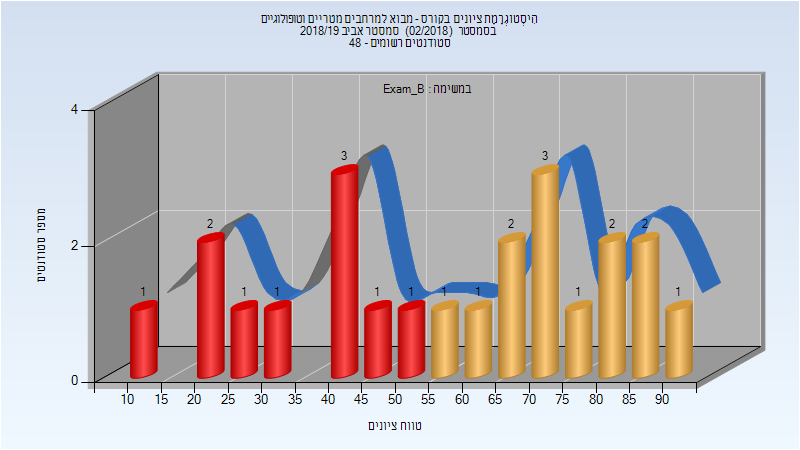 היסטוגרמת ציונים בקורס - מבוא למרחבים מטריים וטופולוגיים
בסמסטר (02/2018) סמסטר אביב 2018/19
סטודנטים רשומים - 48
במשימה : Exam_B
מספר סטודנטים
4
2
0
1
2
1
1
3
1
1
1
1
2
3
1
2
2
1
10 15 20 25 30 35 40 45 50 55 60 65 70 75 80 85 90
טווח ציונים